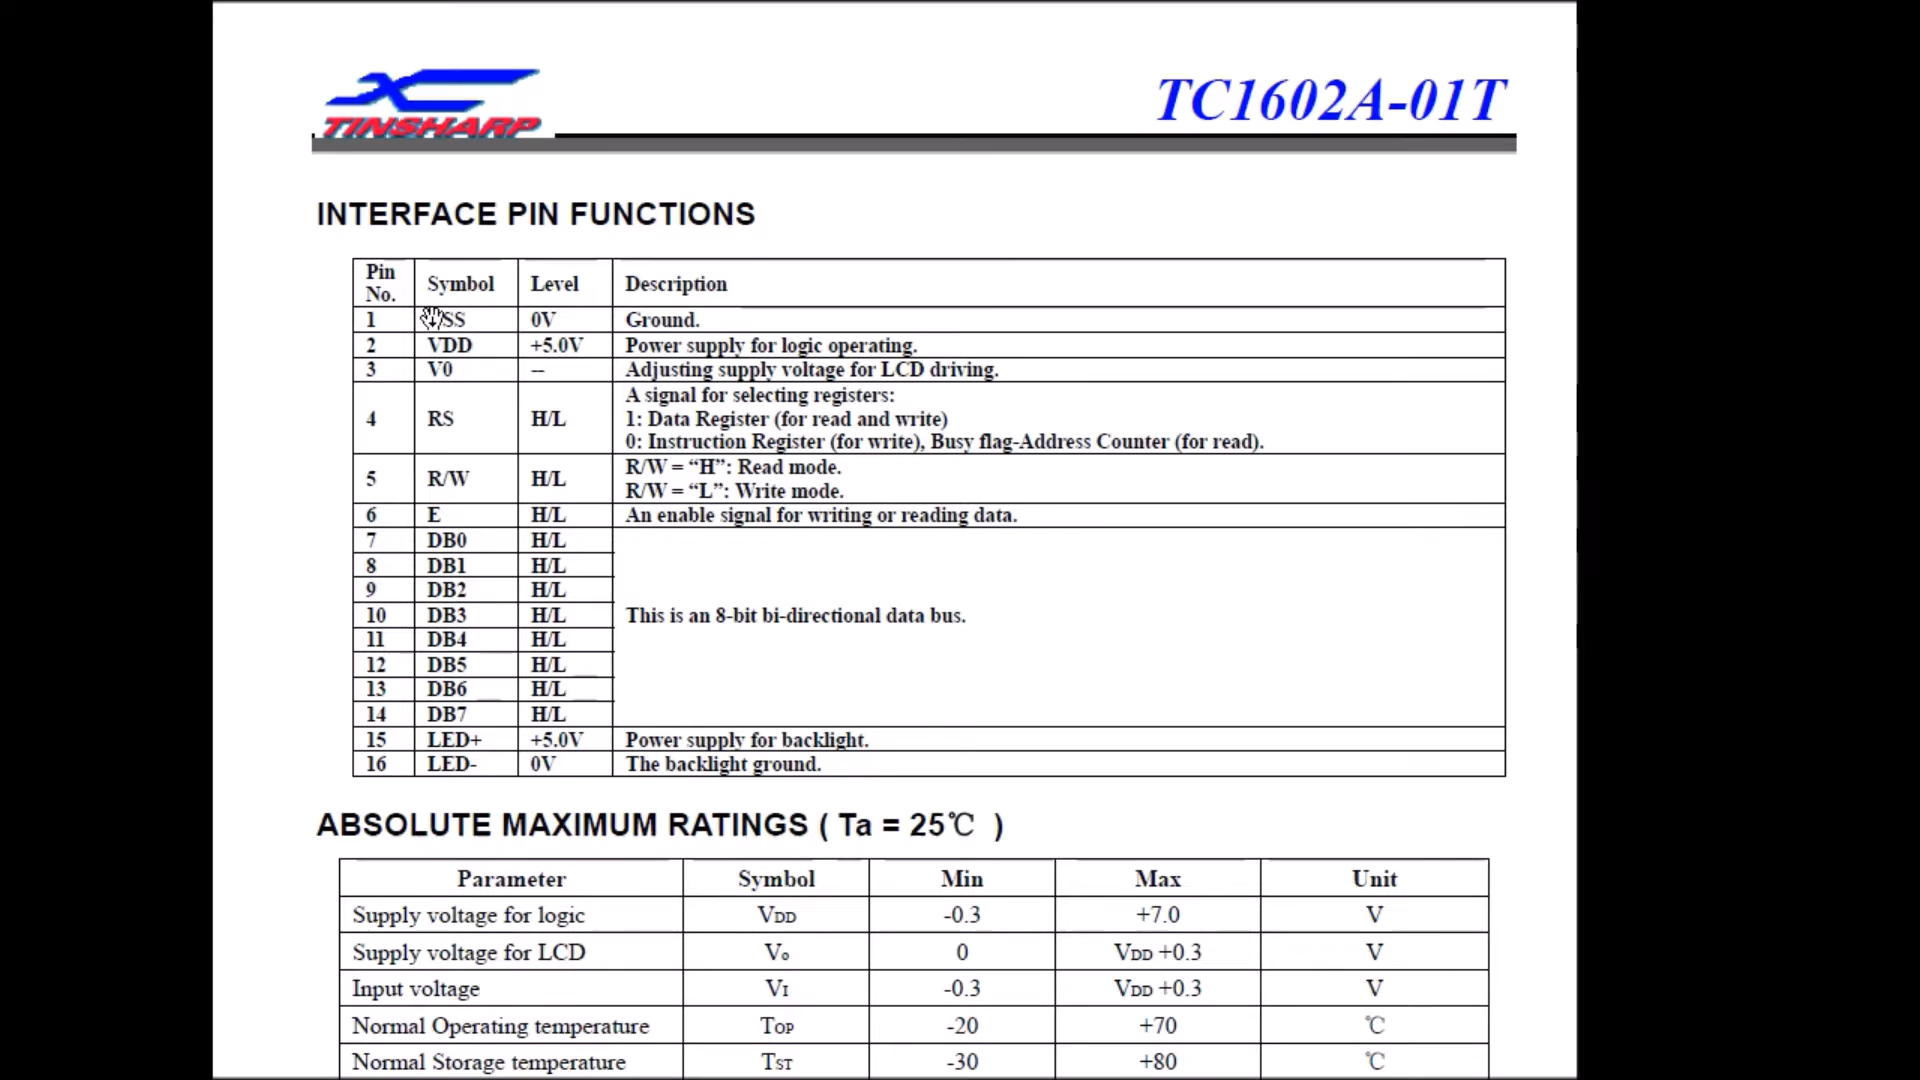 TINSHARP
TC1602A-01T
INTERFACE PIN FUNCTIONS
Pin No. Symbol Level Description
1 SS 0V Ground.
2 VDD +5.0V Power supply for logic operating.
3 V0 -- Adjusting supply voltage for LCD driving.
4 RS H/L A signal for selecting registers:
1: Data Register (for read and write)
0: Instruction Register (for write), Busy flag-Address Counter (for read).
5 R/W H/L R/W = “H”: Read mode.
R/W = “L”: Write mode.
6 E H/L An enable signal for writing or reading data.
7 DB0 H/L
8 DB1 H/L
9 DB2 H/L
10 DB3 H/L This is an 8-bit bi-directional data bus.
11 DB4 H/L
12 DB5 H/L
13 DB6 H/L
14 DB7 H/L
15 LED+ +5.0V Power supply for backlight.
16 LED- 0V The backlight ground.
ABSOLUTE MAXIMUM RATINGS ( Ta = 25℃ )
Parameter Symbol Min Max Unit
Supply voltage for logic VDD -0.3 +7.0 V
Supply voltage for LCD Vo 0 VDD +0.3 V
Input voltage VI -0.3 VDD +0.3 V
Normal Operating temperature TOP -20 +70 ℃
Normal Storage temperature TST -30 +80 ℃